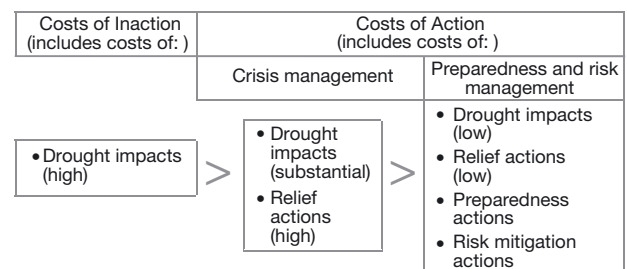 Costs of Inaction
(includes costs of: )
Costs of Action
(includes costs of: )
Crisis management
Preparedness and risk
management
• Drought impacts
(high)
>
• Drought
impacts
(substantial)
• Relief
actions
(high)
>
• Drought impacts
(low)
• Relief actions
(low)
• Preparedness
actions
• Risk mitigation
actions